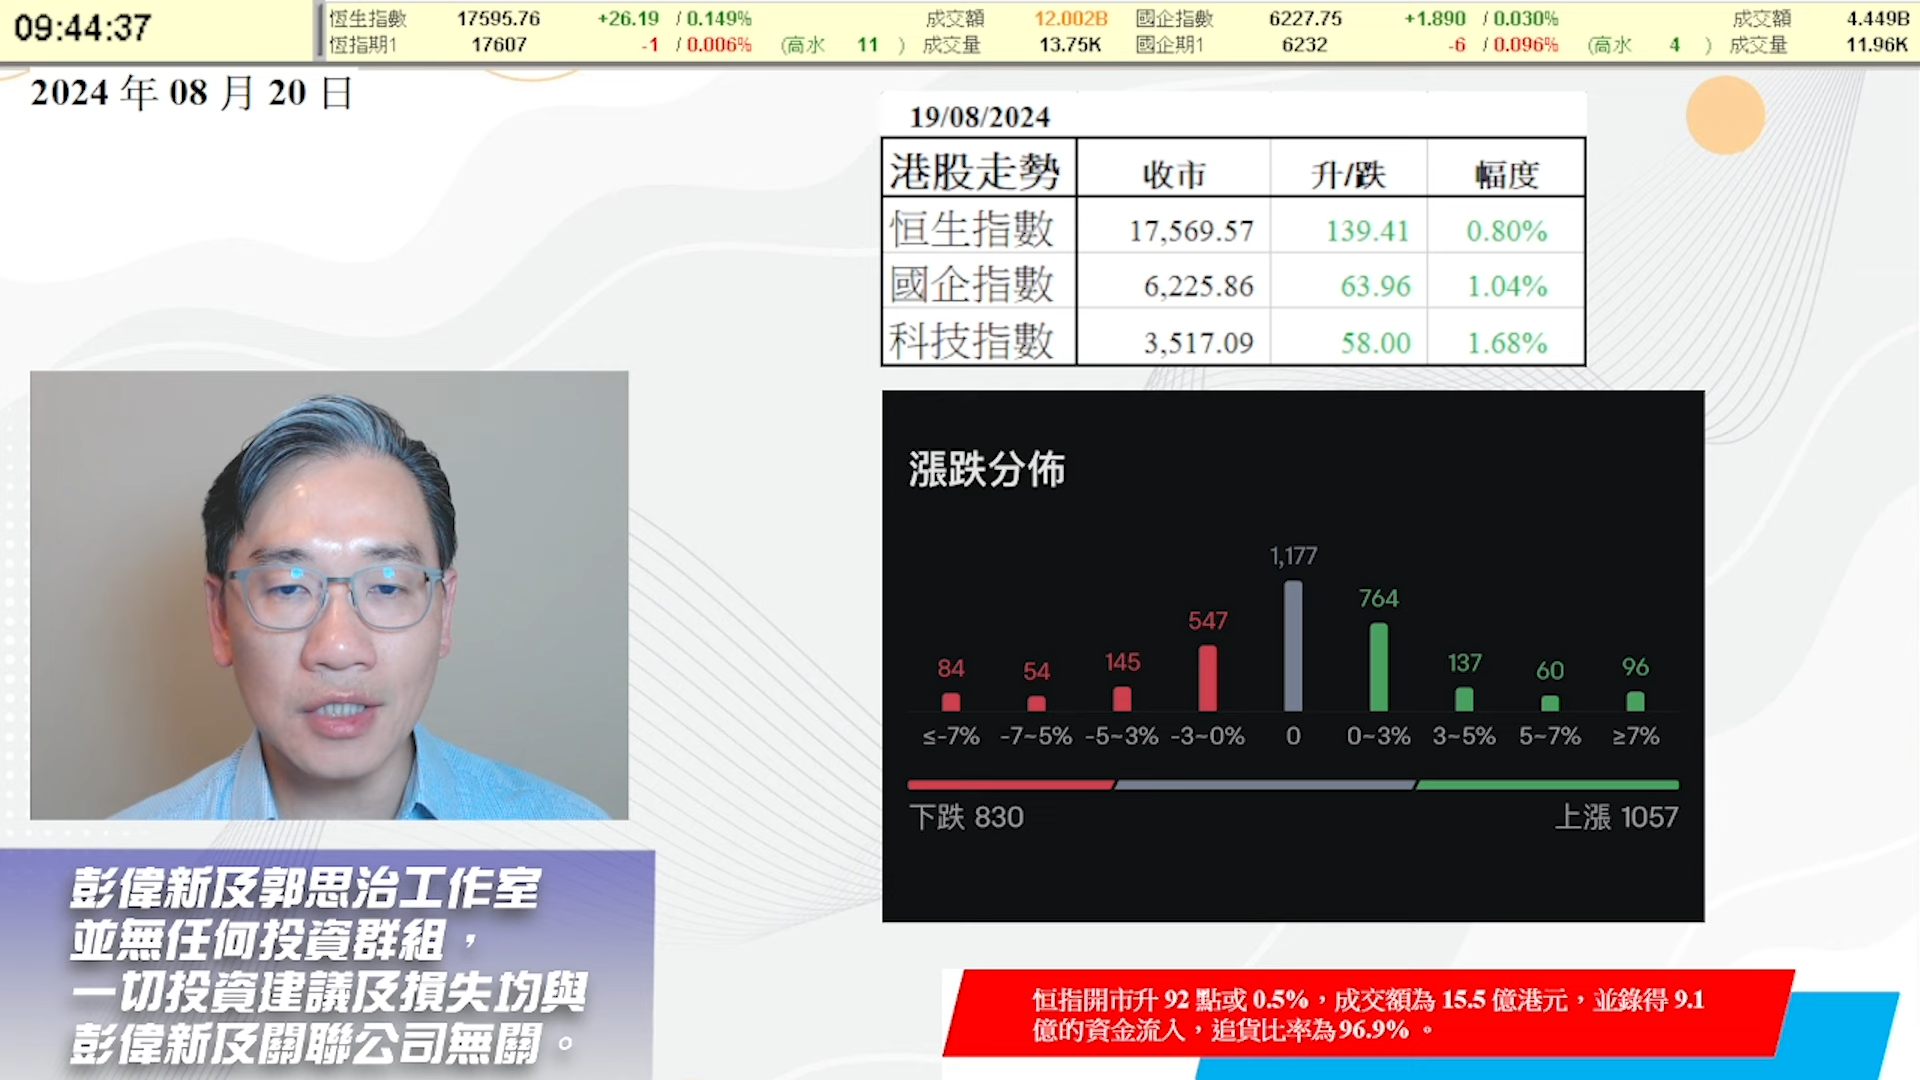 09:44:37
恆生指數 17595.76 +26.19 / 0.149% 成交額 12.002B 國企指數 6227.75 +1.890 / 0.030% 成交額 4.449B
恆指期1 17607 -1 / 0.006% (高水 11 ) 成交量 13.75K 國企期1 6232 -6 / 0.096% (高水 4 ) 成交量 11.96K
2024 年 08 月 20 日
19/08/2024
港股走勢 收市 升/跌 幅度
恒生指數 17,569.57 139.41 0.80%
國企指數 6,225.86 63.96 1.04%
科技指數 3,517.09 58.00 1.68%
漲跌分佈
84 54 145 547 1,177 764 137 60 96
≤-7% -7~5% -5~3% -3~0% 0 0~3% 3~5% 5~7% ≥7%
下跌 830 上漲 1057
彭偉新及郭思治工作室
並無任何投資群組，
一切投資建議及損失均與
彭偉新及關聯公司無關。
恒指開市升 92 點或 0.5%，成交額為 15.5 億港元，並錄得 9.1
億的資金流入，追貨比率為 96.9% 。